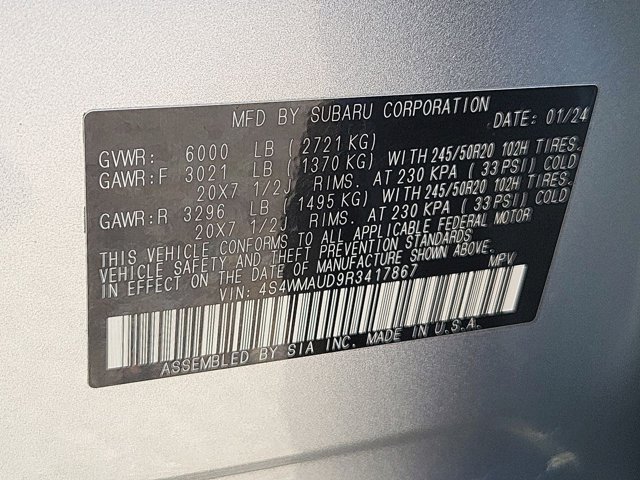 MFD BY SUBARU CORPORATION DATE: 01/24
GVWR: 6000 LB (2721 KG)
GAWR:F 3021 LB (1370 KG) WITH 245/50R20 102H TIRES.
20X7 1/2J RIMS. AT 230 KPA (33 PSI) COLD
GAWR:R 3296 LB (1495 KG) WITH 245/50R20 102H TIRES.
20X7 1/2J RIMS. AT 230 KPA (33 PSI) COLD
THIS VEHICLE CONFORMS TO ALL APPLICABLE FEDERAL MOTOR
VEHICLE SAFETY AND THEFT PREVENTION STANDARDS
IN EFFECT ON THE DATE OF MANUFACTURE SHOWN ABOVE.
VIN: 4S4WMAUD9R3417867 MPV
ASSEMBLED BY SIA INC. MADE IN U.S.A.